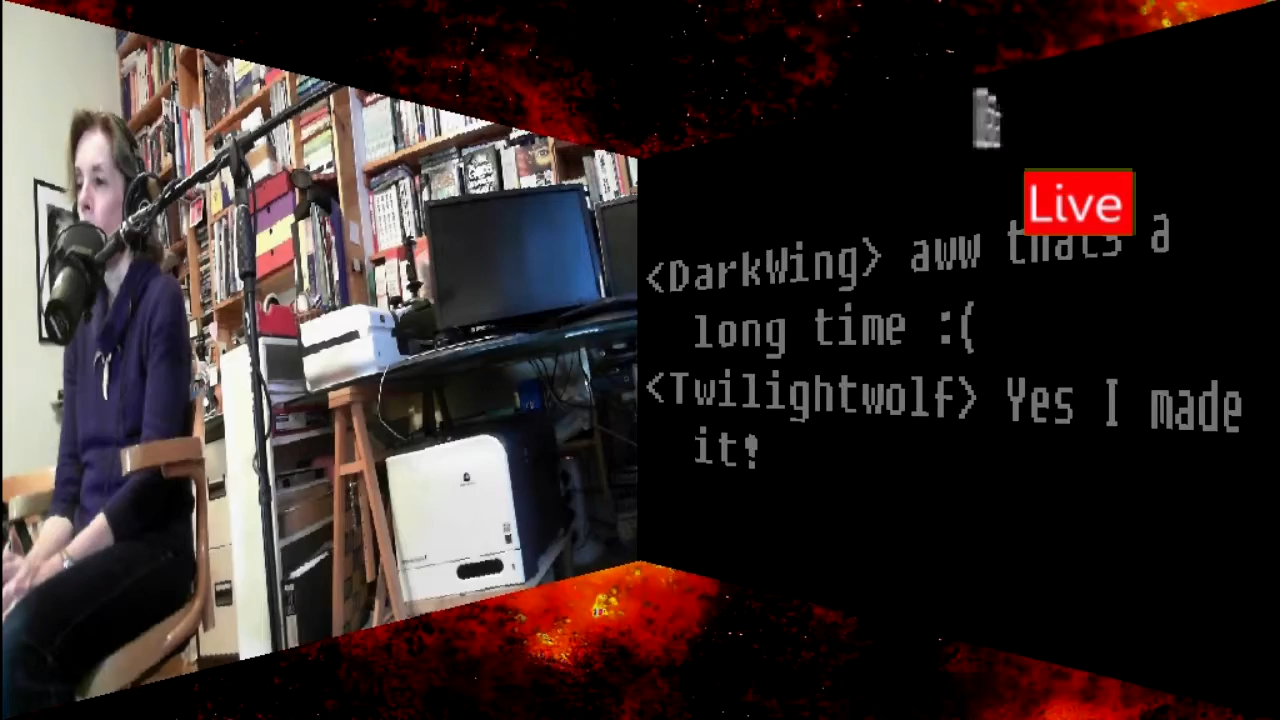 Live
<DarkWing> aww thats a
long time :(
<Twilightwolf> Yes I made
it!